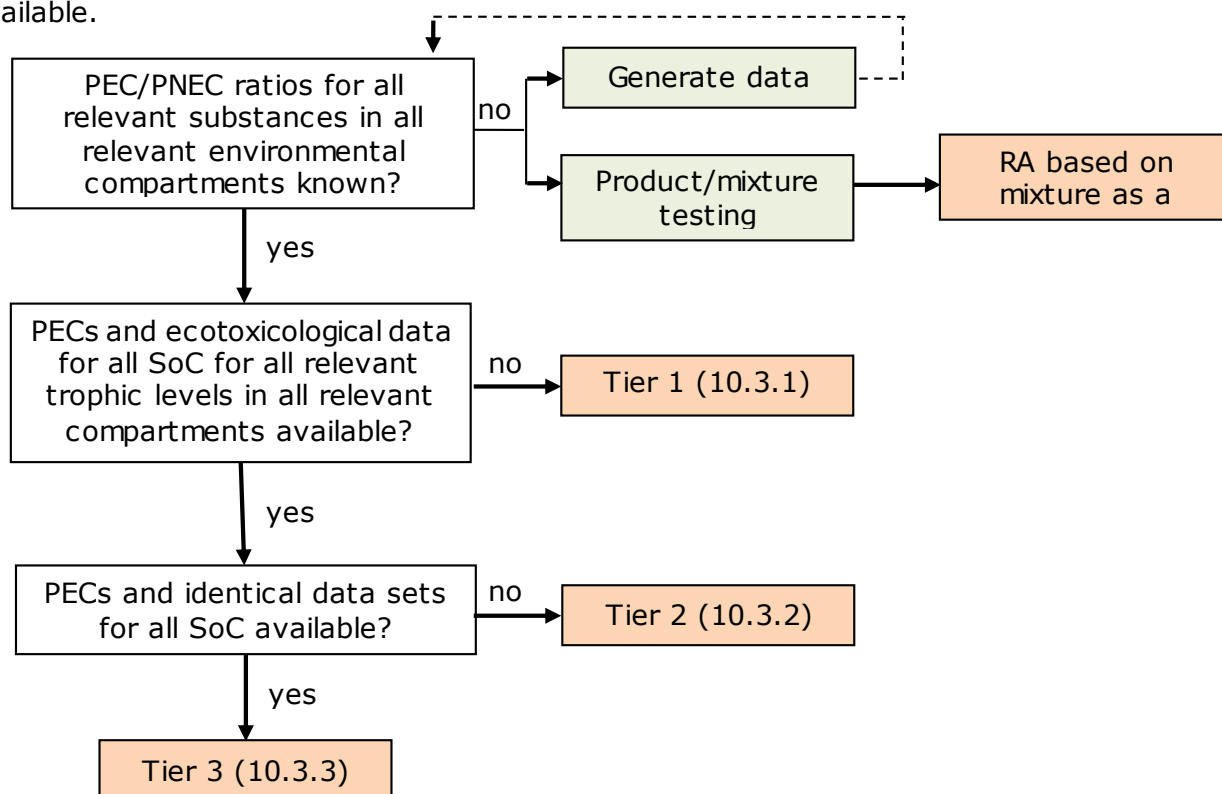 ailable.
PEC/PNEC ratios for all
relevant substances in all
relevant environmental
compartments known?
no
Generate data
Product/mixture
testing
RA based on
mixture as a
yes
PECs and ecotoxicological data
for all SoC for all relevant
trophic levels in all relevant
compartments available?
no
Tier 1 (10.3.1)
yes
PECs and identical data sets
for all SoC available?
no
Tier 2 (10.3.2)
yes
Tier 3 (10.3.3)